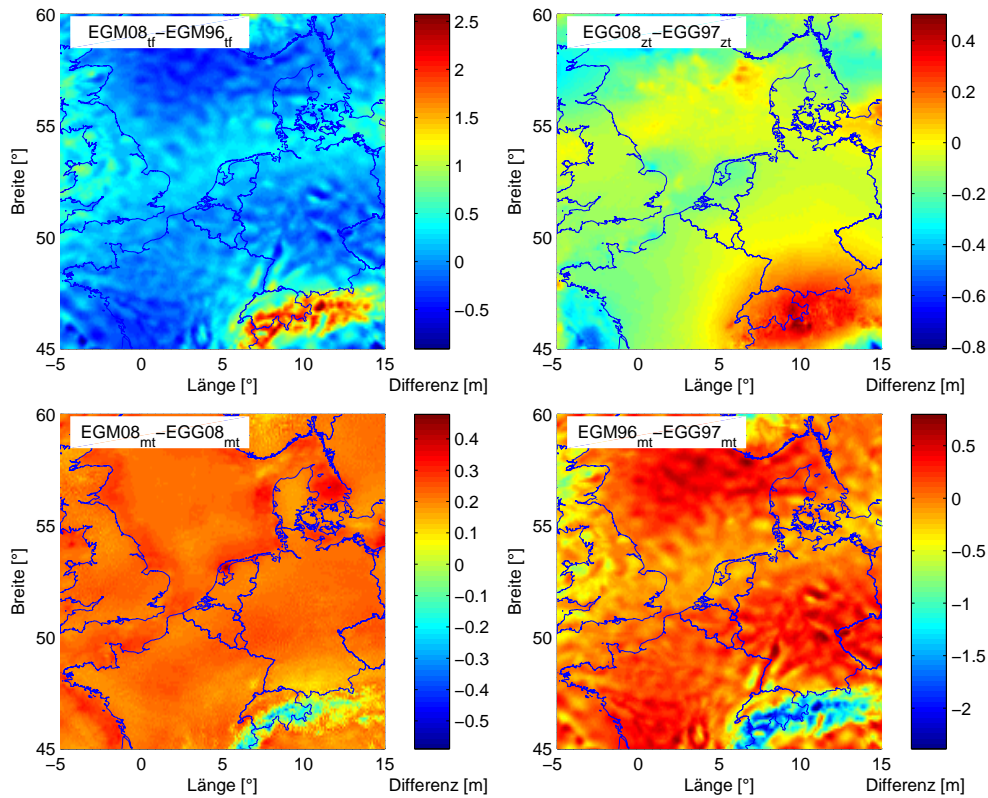 EGM08tf−EGM96tf
60
55
50
45
Breite [°]
−5 0 5 10 15
Länge [°]
Differenz [m]
2.5
2
1.5
1
0.5
0
−0.5
EGG08zt−EGG97zt
60
55
50
45
Breite [°]
−5 0 5 10 15
Länge [°]
Differenz [m]
0.4
0.2
0
−0.2
−0.4
−0.6
−0.8
EGM08mt−EGG08mt
60
55
50
45
Breite [°]
−5 0 5 10 15
Länge [°]
Differenz [m]
0.4
0.3
0.2
0.1
0
−0.1
−0.2
−0.3
−0.4
−0.5
EGM96mt−EGG97mt
60
55
50
45
Breite [°]
−5 0 5 10 15
Länge [°]
Differenz [m]
0.5
0
−0.5
−1
−1.5
−2